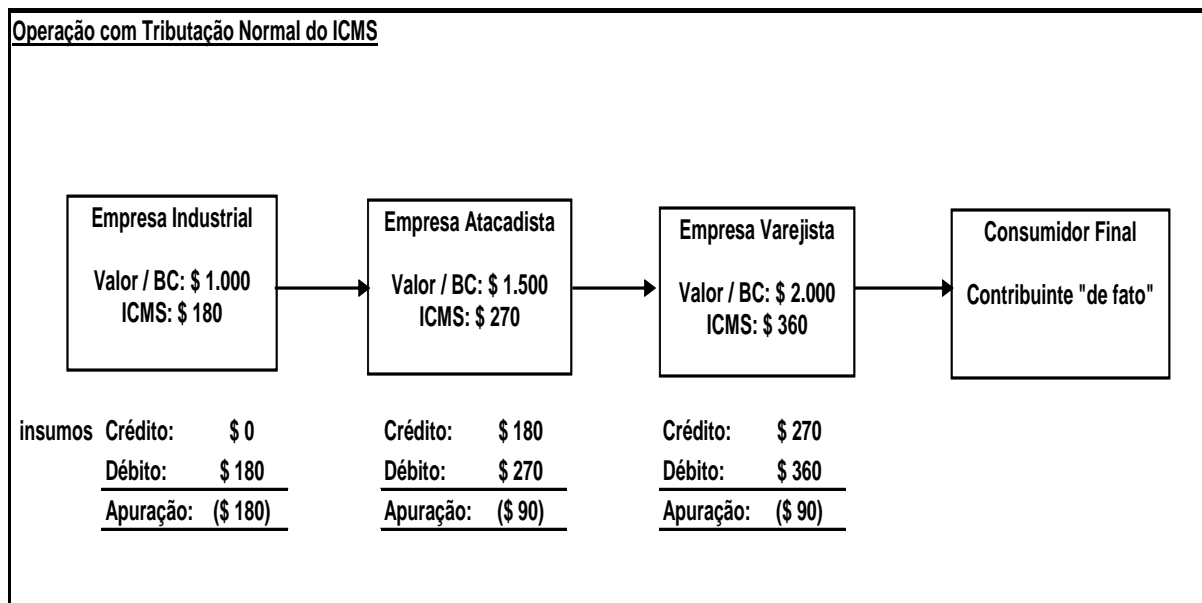 Operação com Tributação Normal do ICMS
Empresa Industrial
Valor / BC: $ 1.000
ICMS: $ 180
Empresa Atacadista
Valor / BC: $ 1.500
ICMS: $ 270
Empresa Varejista
Valor / BC: $ 2.000
ICMS: $ 360
Consumidor Final
Contribuinte "de fato"
insumos Crédito: $ 0
Débito: $ 180
Apuração: ($ 180)
Crédito: $ 180
Débito: $ 270
Apuração: ($ 90)
Crédito: $ 270
Débito: $ 360
Apuração: ($ 90)